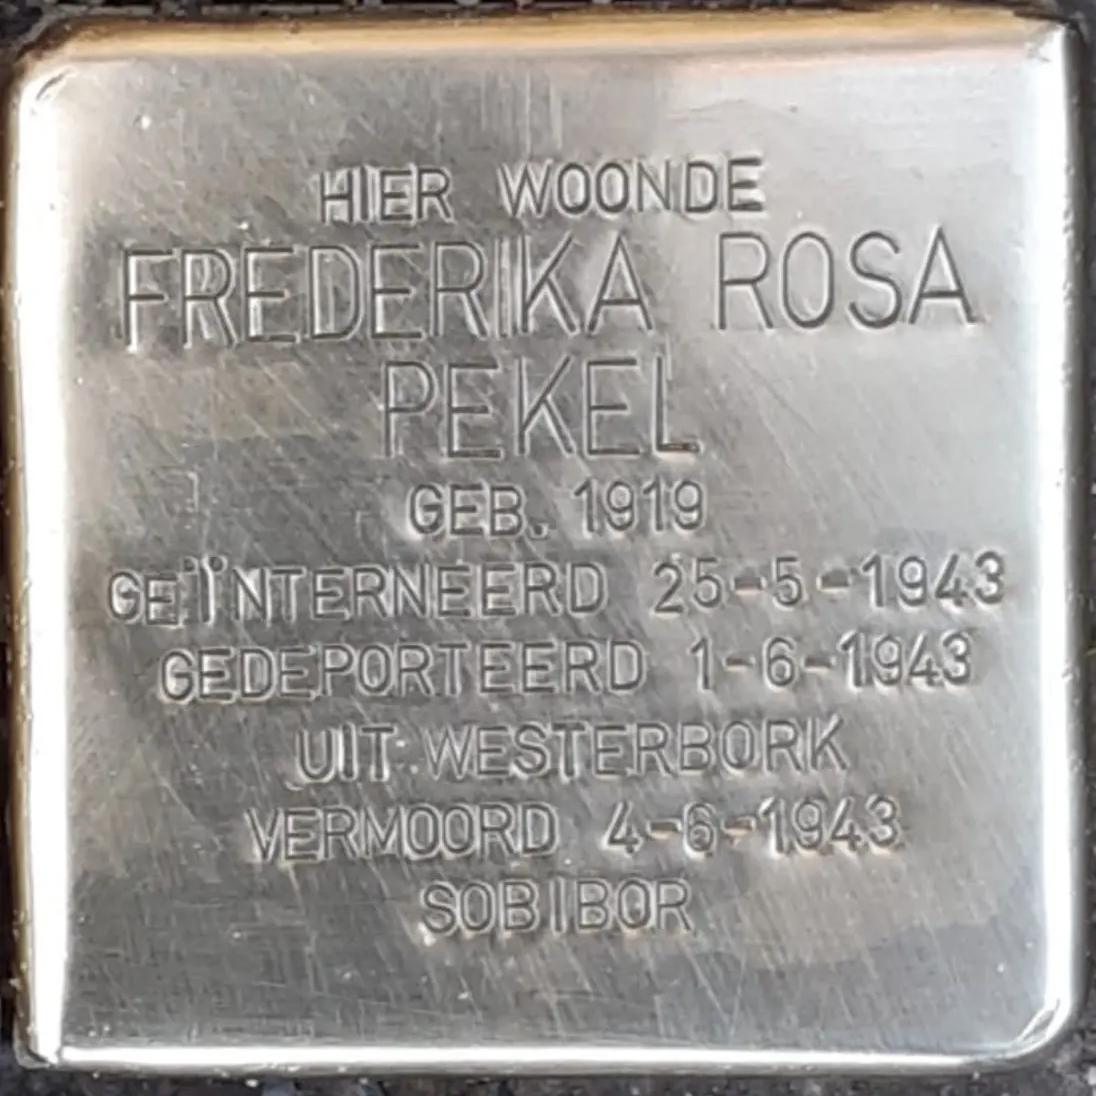 HIER WOONDE
FREDERIKA ROSA
PEKEL
GEB. 1919
GEÏNTERNEERD 25-5-1943
GEDEPORTEERD 1-6-1943
UIT WESTERBORK
VERMOORD 4-6-1943
SOBIBOR